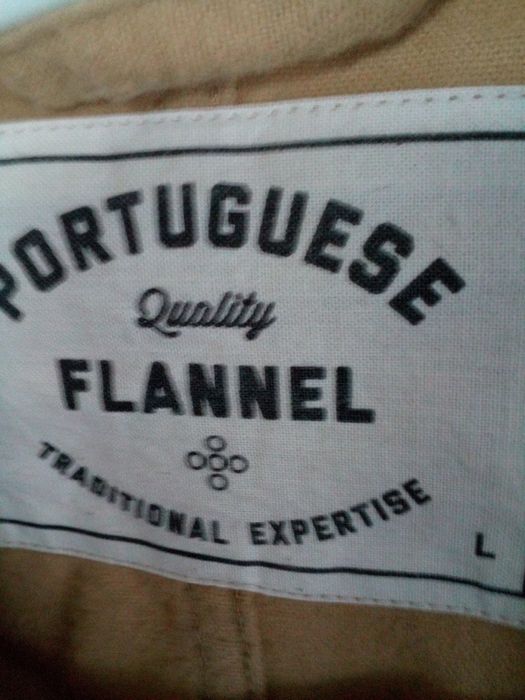 PORTUGUESE
Quality
FLANNEL
TRADITIONAL EXPERTISE
L